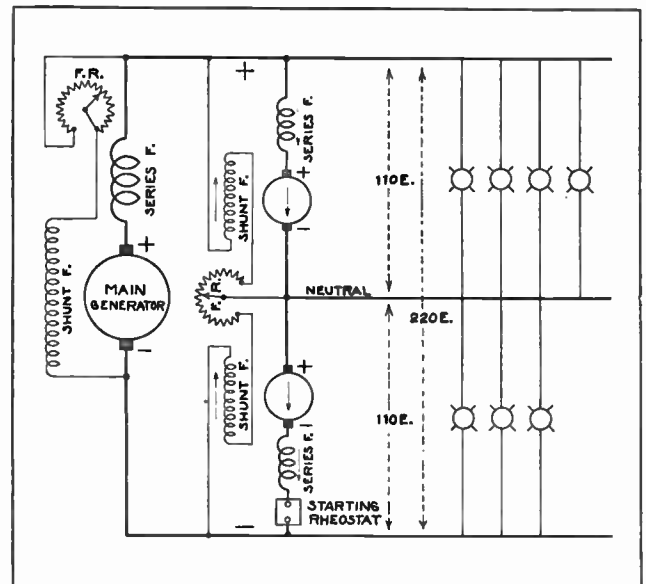 F.R.
SERIES F.
+
MAIN
GENERATOR
SHUNT F.
−
+
SERIES F.
+
SHUNT F.
−
F.R.
NEUTRAL
+
SHUNT F.
−
SERIES F.
STARTING
RHEOSTAT
−
110E.
220E.
110E.